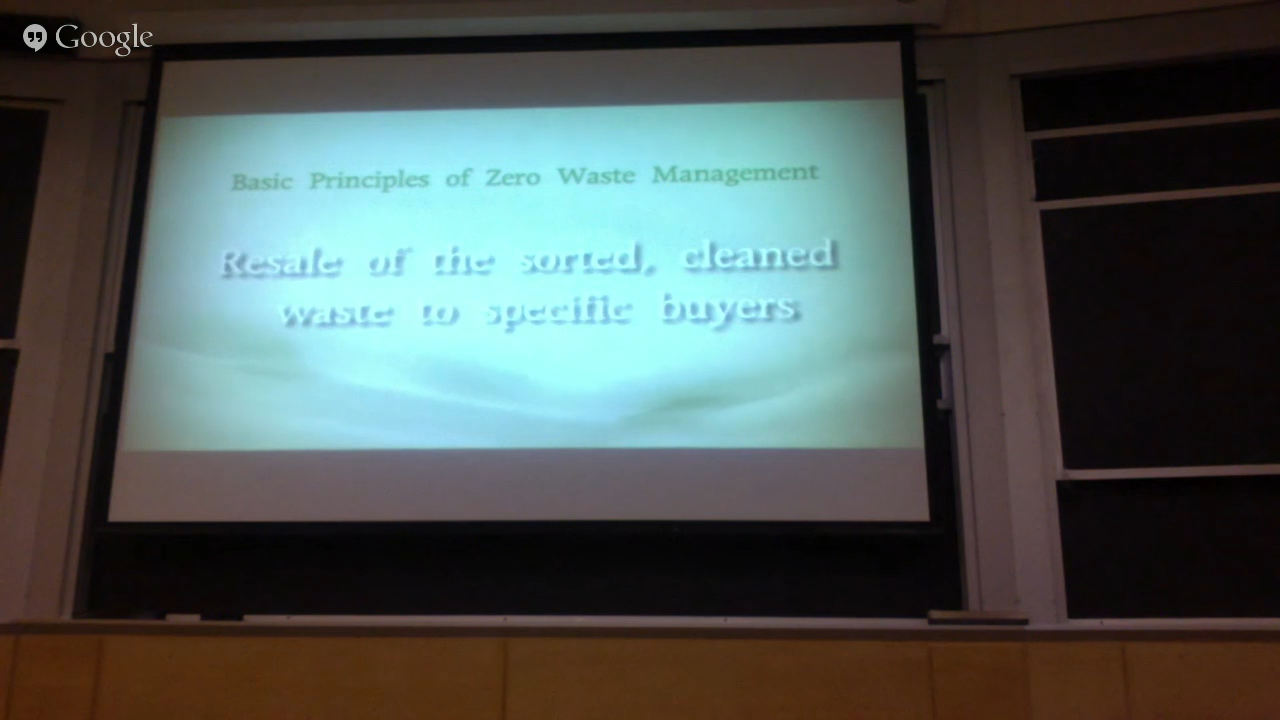 Google
Basic Principles of Zero Waste Management
Resale of the sorted, cleaned
waste to specific buyers